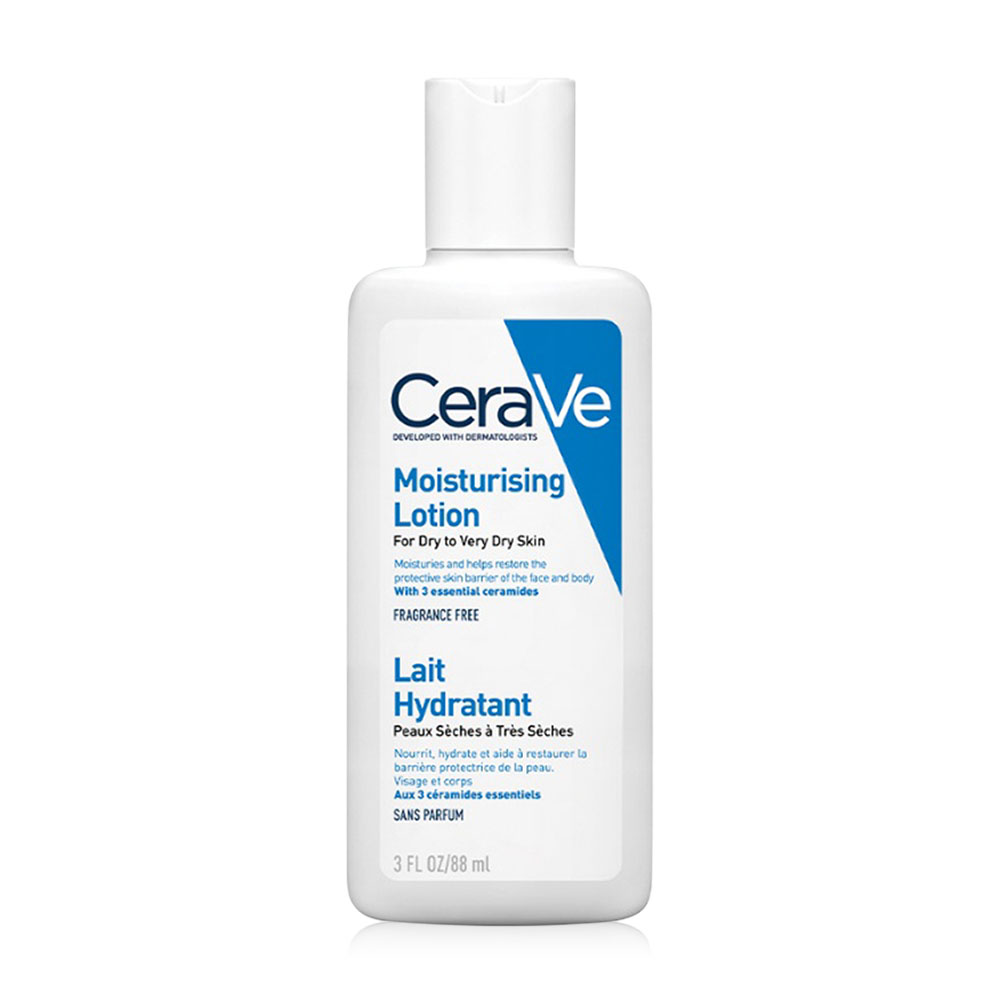 CeraVe
DEVELOPED WITH DERMATOLOGISTS
Moisturising
Lotion
For Dry to Very Dry Skin
Moisturies and helps restore the
protective skin barrier of the face and body
With 3 essential ceramides
FRAGRANCE FREE
Lait
Hydratant
Peaux Sèches à Très Sèches
Nourrit, hydrate et aide à restaurer la
barrière protectrice de la peau.
Visage et corps
Aux 3 céramides essentiels
SANS PARFUM
3 FL OZ/88 ml